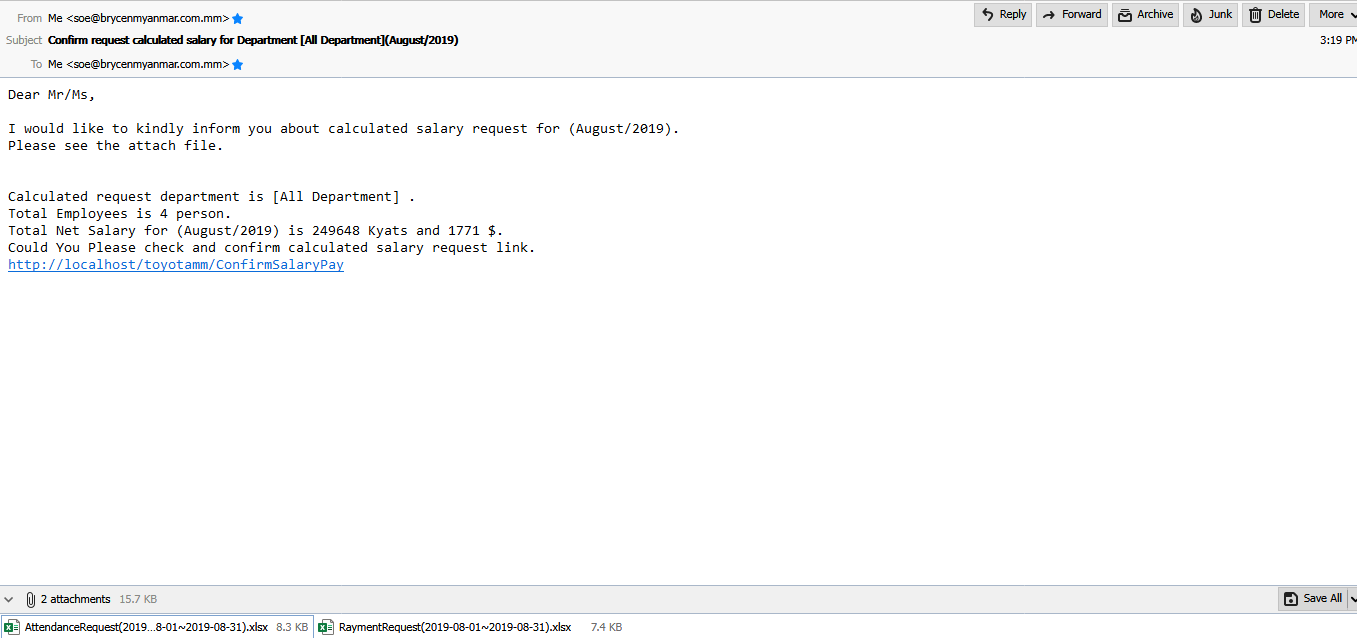 From Me <soe@brycenmyanmar.com.mm>
Reply Forward Archive Junk Delete More
Subject Confirm request calculated salary for Department [All Department](August/2019)
3:19 PM
To Me <soe@brycenmyanmar.com.mm>
Dear Mr/Ms,
I would like to kindly inform you about calculated salary request for (August/2019).
Please see the attach file.
Calculated request department is [All Department] .
Total Employees is 4 person.
Total Net Salary for (August/2019) is 249648 Kyats and 1771 $.
Could You Please check and confirm calculated salary request link.
http://localhost/toyotamm/ConfirmSalaryPay
2 attachments 15.7 KB
Save All
AttendanceRequest(2019...8-01~2019-08-31).xlsx 8.3 KB RaymentRequest(2019-08-01~2019-08-31).xlsx 7.4 KB